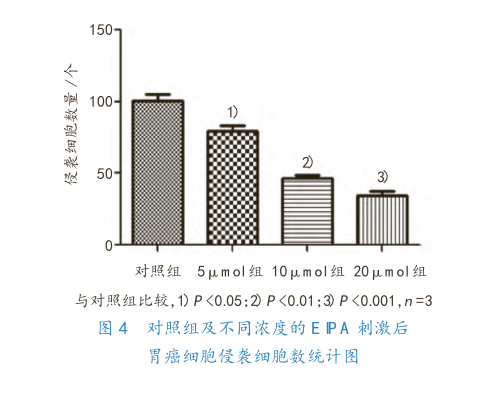 150
100
50
0
侵袭细胞数量/个
1)
2)
3)
对照组 5μmol组 10μmol组 20μmol组
与对照组比较,1)P<0.05;2)P<0.01;3)P<0.001,n=3
图4 对照组及不同浓度的EIPA刺激后
胃癌细胞侵袭细胞数统计图